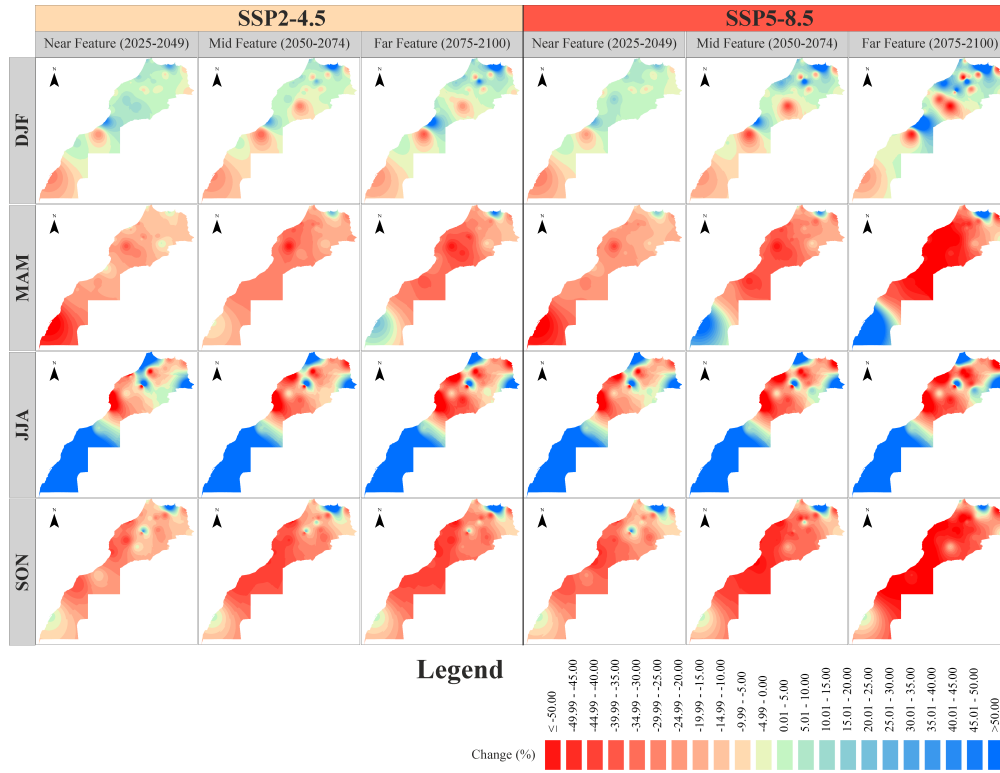 SSP2-4.5 SSP5-8.5
Near Feature (2025-2049) Mid Feature (2050-2074) Far Feature (2075-2100) Near Feature (2025-2049) Mid Feature (2050-2074) Far Feature (2075-2100)
DJF
N N N N N N
MAM
N N N N N N
JJA
N N N N N N
SON
N N N N N N
Legend
Change (%)
≤ -50.00
-49.99 - -45.00
-44.99 - -40.00
-39.99 - -35.00
-34.99 - -30.00
-29.99 - -25.00
-24.99 - -20.00
-19.99 - -15.00
-14.99 - -10.00
-9.99 - -5.00
-4.99 - 0.00
0.01 - 5.00
5.01 - 10.00
10.01 - 15.00
15.01 - 20.00
20.01 - 25.00
25.01 - 30.00
30.01 - 35.00
35.01 - 40.00
40.01 - 45.00
45.01 - 50.00
>50.00